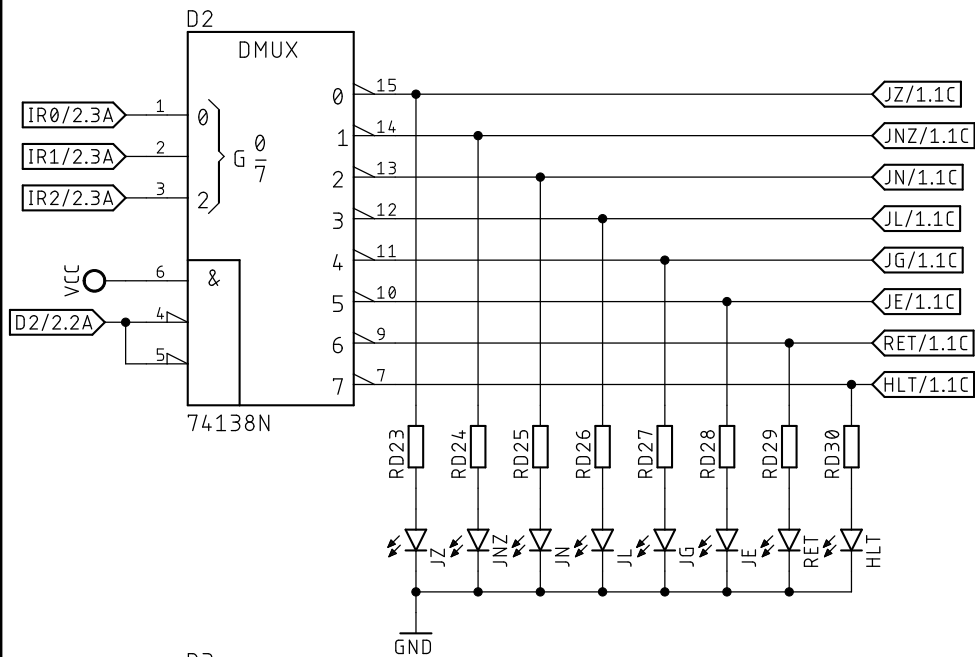 D2
DMUX
IR0/2.3A 1 0
IR1/2.3A 2
IR2/2.3A 3 2
G 0
7
VCC 6 &
D2/2.2A 4
5
0 15 JZ/1.1C
1 14 JNZ/1.1C
2 13 JN/1.1C
3 12 JL/1.1C
4 11 JG/1.1C
5 10 JE/1.1C
6 9 RET/1.1C
7 7 HLT/1.1C
74138N
RD23 RD24 RD25 RD26 RD27 RD28 RD29 RD30
JZ JNZ JN JL JG JE RET HLT
GND